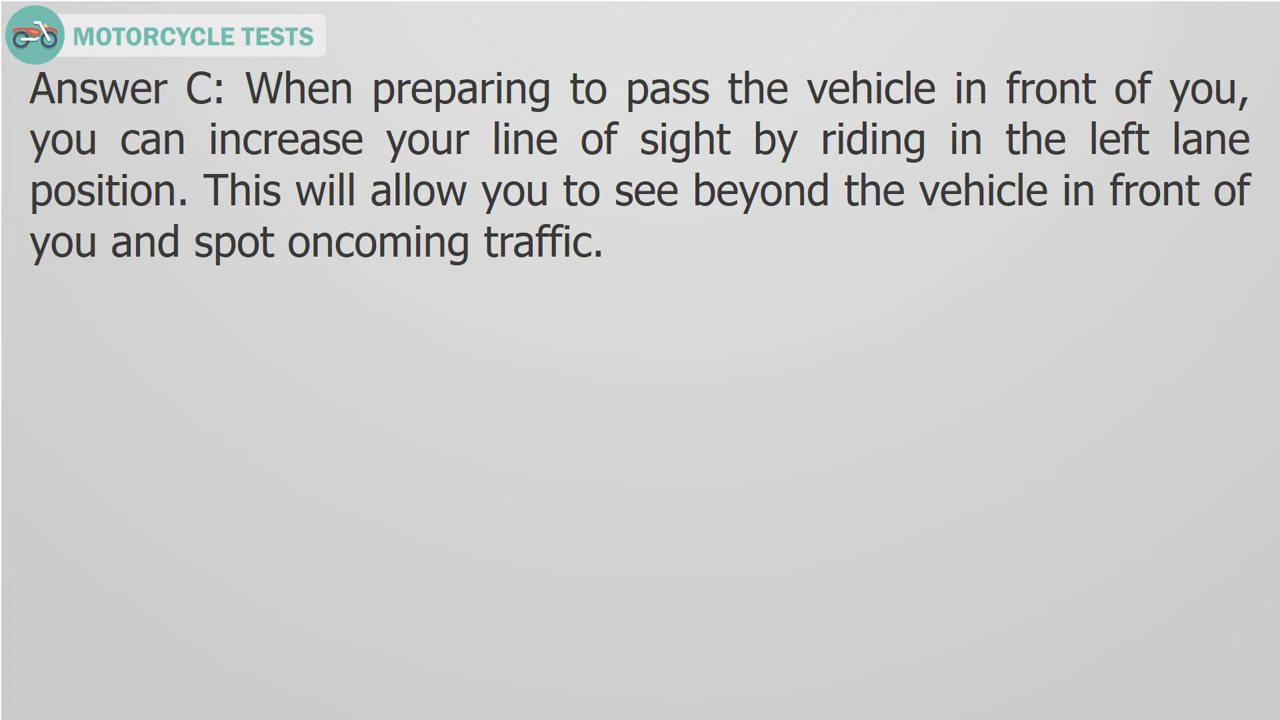 MOTORCYCLE TESTS
Answer C: When preparing to pass the vehicle in front of you,
you can increase your line of sight by riding in the left lane
position. This will allow you to see beyond the vehicle in front of
you and spot oncoming traffic.